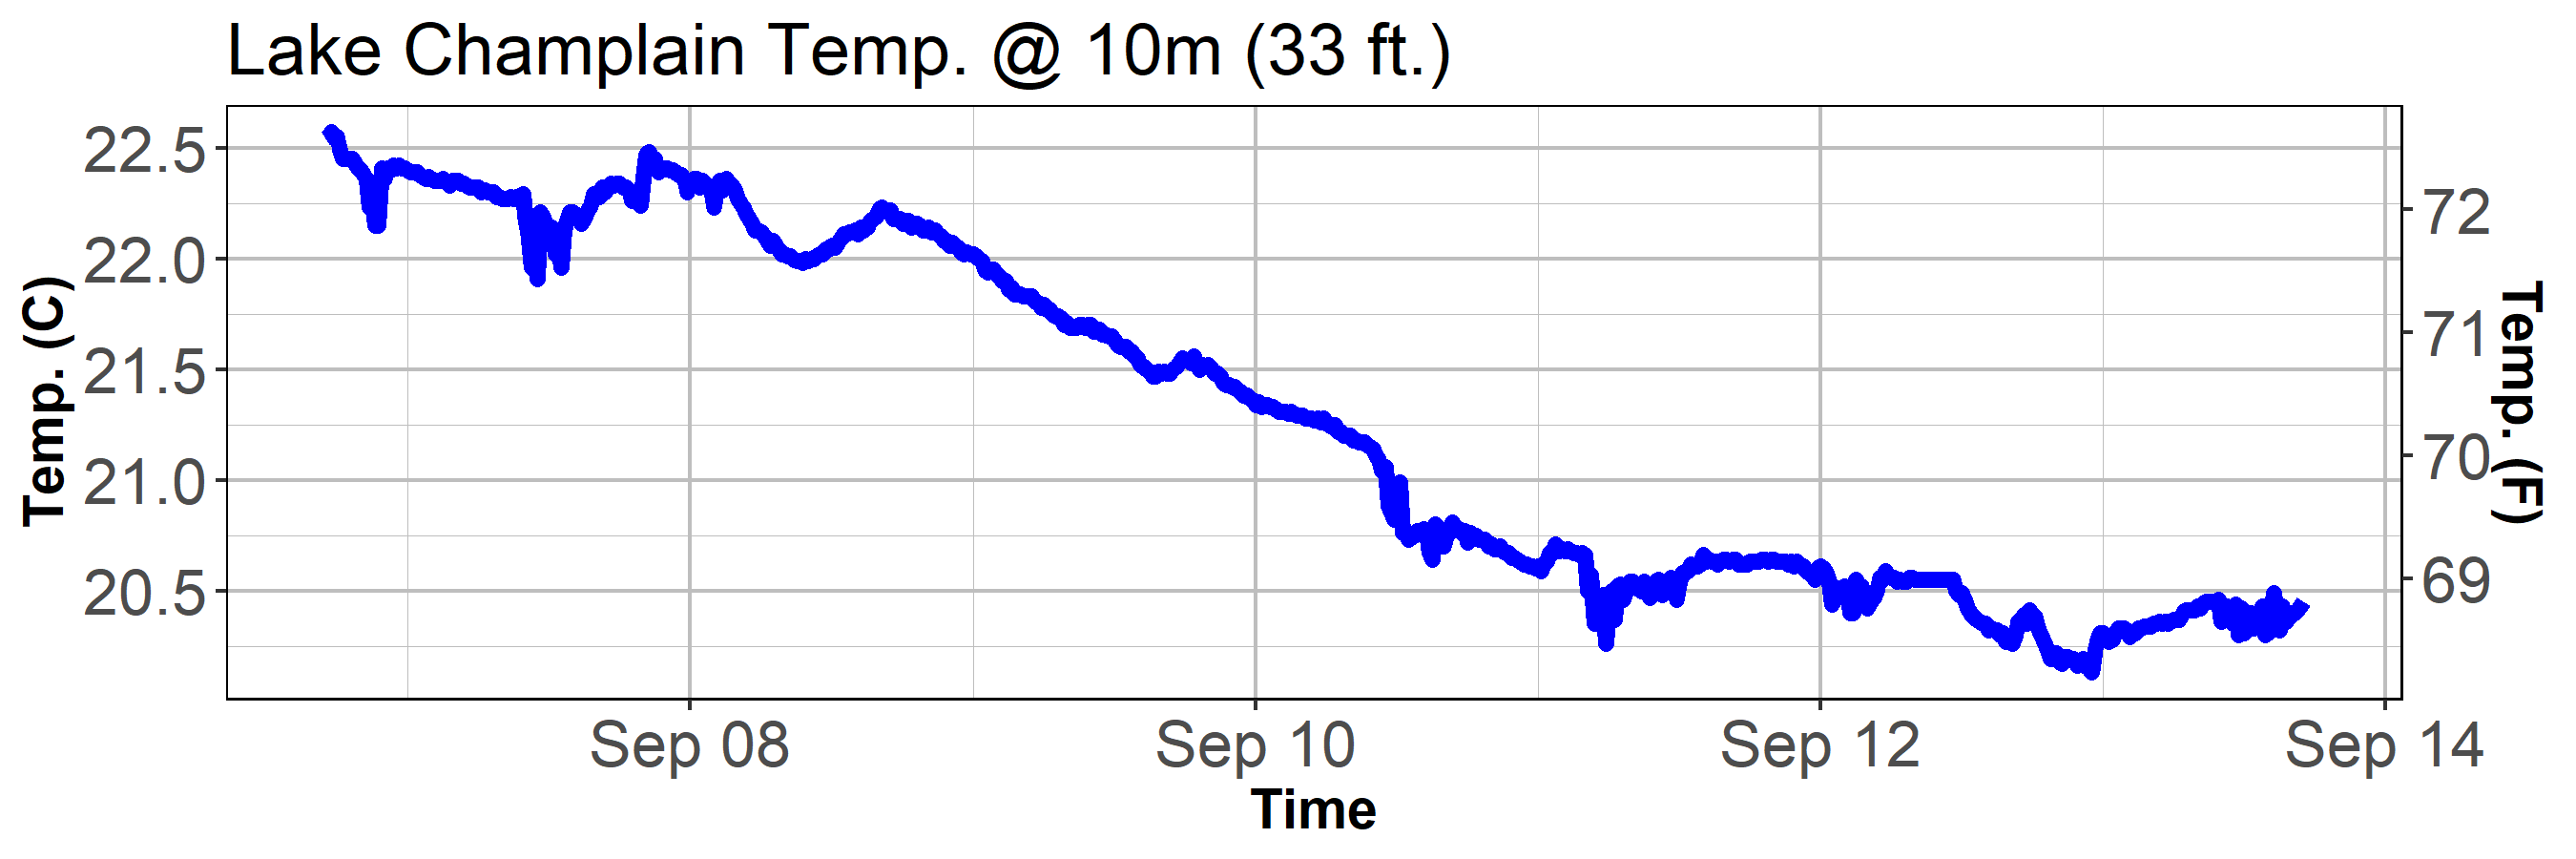 Lake Champlain Temp. @ 10m (33 ft.)
Temp. (C)
22.5
22.0
21.5
21.0
20.5
72
71
70
69
Temp. (F)
Sep 08
Sep 10
Sep 12
Sep 14
Time